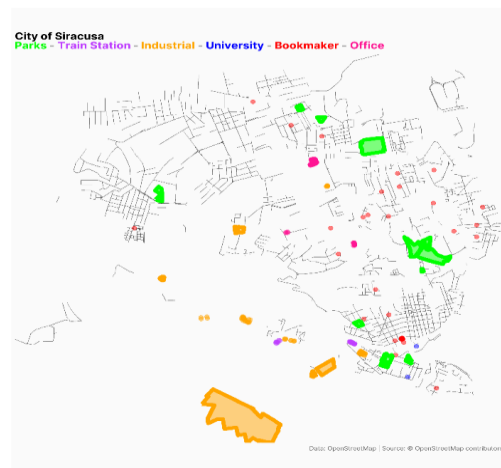 City of Siracusa
Parks - Train Station - Industrial - University - Bookmaker - Office
Data: OpenStreetMap | Source: © OpenStreetMap contributors